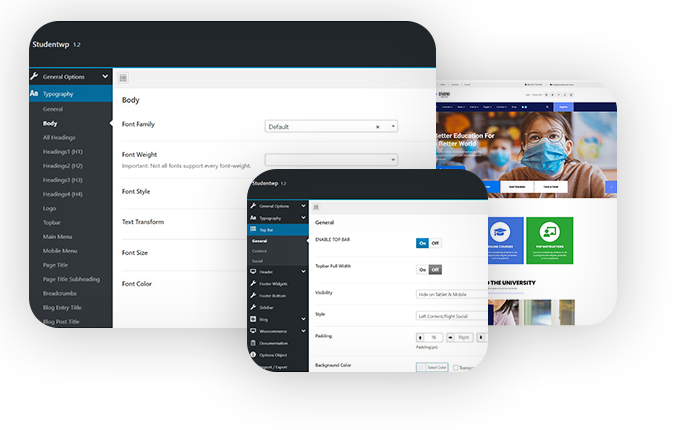 Studentwp 1.2
General Options
Typography
General
Body
All Headings
Headings1 (H1)
Headings2 (H2)
Headings3 (H3)
Headings4 (H4)
Logo
Topbar
Main Menu
Mobile Menu
Page Title
Page Title Subheading
Breadcrumbs
Blog Entry Title
Blog Post Title
Body
Font Family
Default
Font Weight
Important: Not all fonts support every font-weight.
Font Style
Text Transform
Font Size
Font Color
Studentwp 1.2
General Options
Typography
Top Bar
General
Content
Social
Header
Footer Widgets
Footer Bottom
Sidebar
Blog
Woocommerce
Documentation
Options Object
Import / Export
General
ENABLE TOP BAR
On Off
Topbar Full Width
On Off
Visibility
Hide on Tablet & Mobile
Style
Left Content/Right Social
Padding
Right
Padding(px)
Background Color
Select Color
Better Education For
Better World
TOP INSTRUCTORS
THE UNIVERSITY